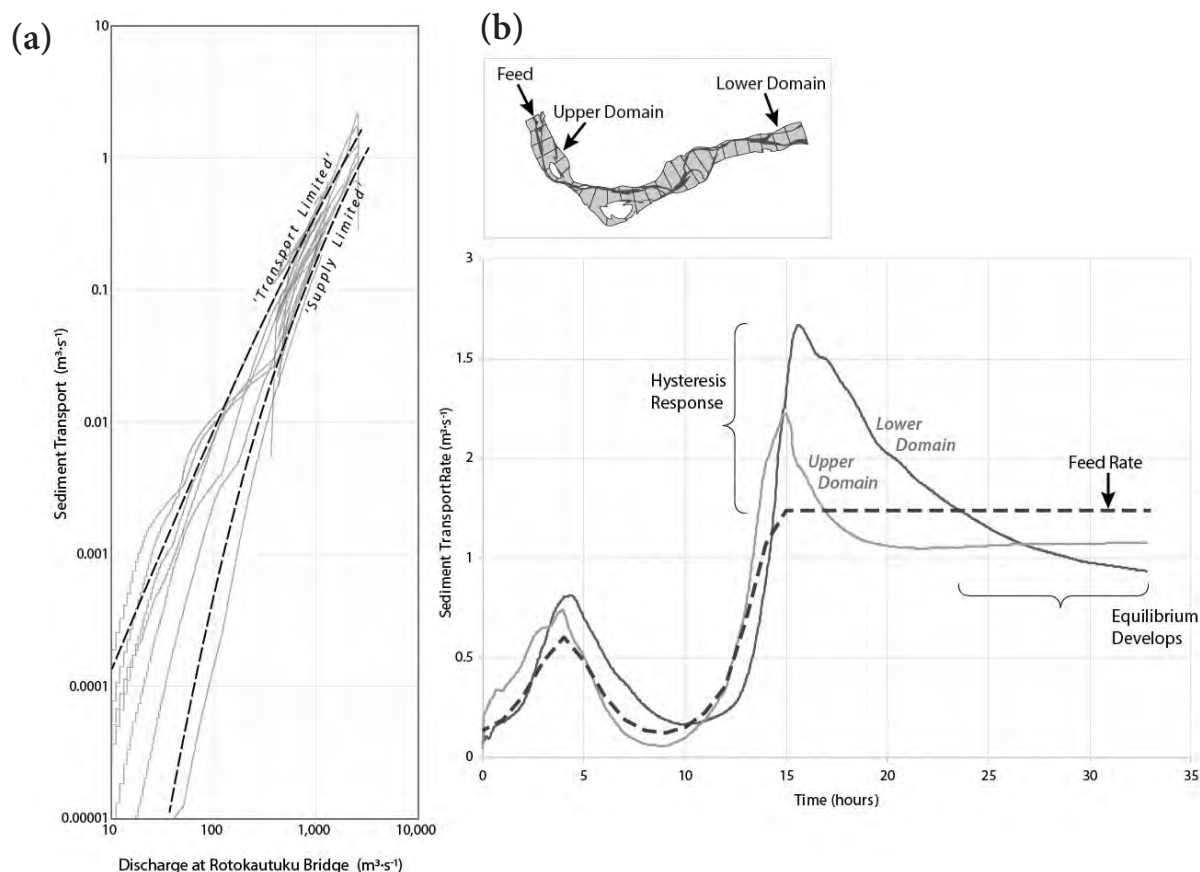 (a)
10
1
0.1
0.01
0.001
0.0001
0.00001
Sediment Transport (m³·s⁻¹)
'Transport Limited'
'Supply Limited'
10
100
1,000
10,000
Discharge at Rotokautuku Bridge (m³·s⁻¹)
(b)
Feed
Upper Domain
Lower Domain
3
1.5
2
1
0.5
0
Sediment Transport Rate (m³·s⁻¹)
Hysteresis
Response
Lower
Domain
Upper
Domain
Feed Rate
Equilibrium
Develops
0
5
10
15
20
25
30
35
Time (hours)